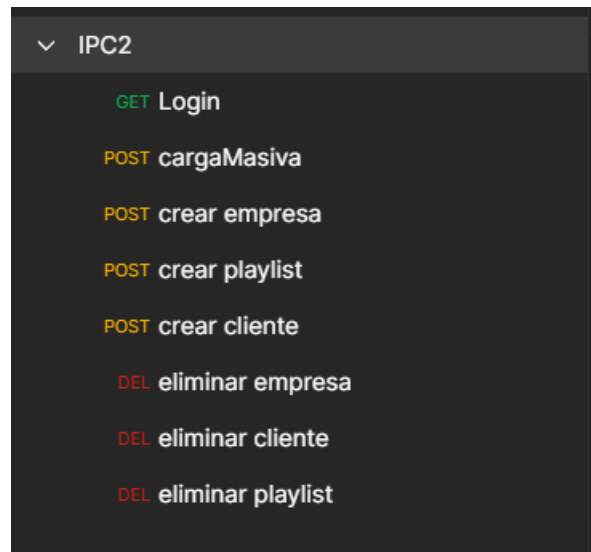 IPC2
GET Login
POST cargaMasiva
POST crear empresa
POST crear playlist
POST crear cliente
DEL eliminar empresa
DEL eliminar cliente
DEL eliminar playlist